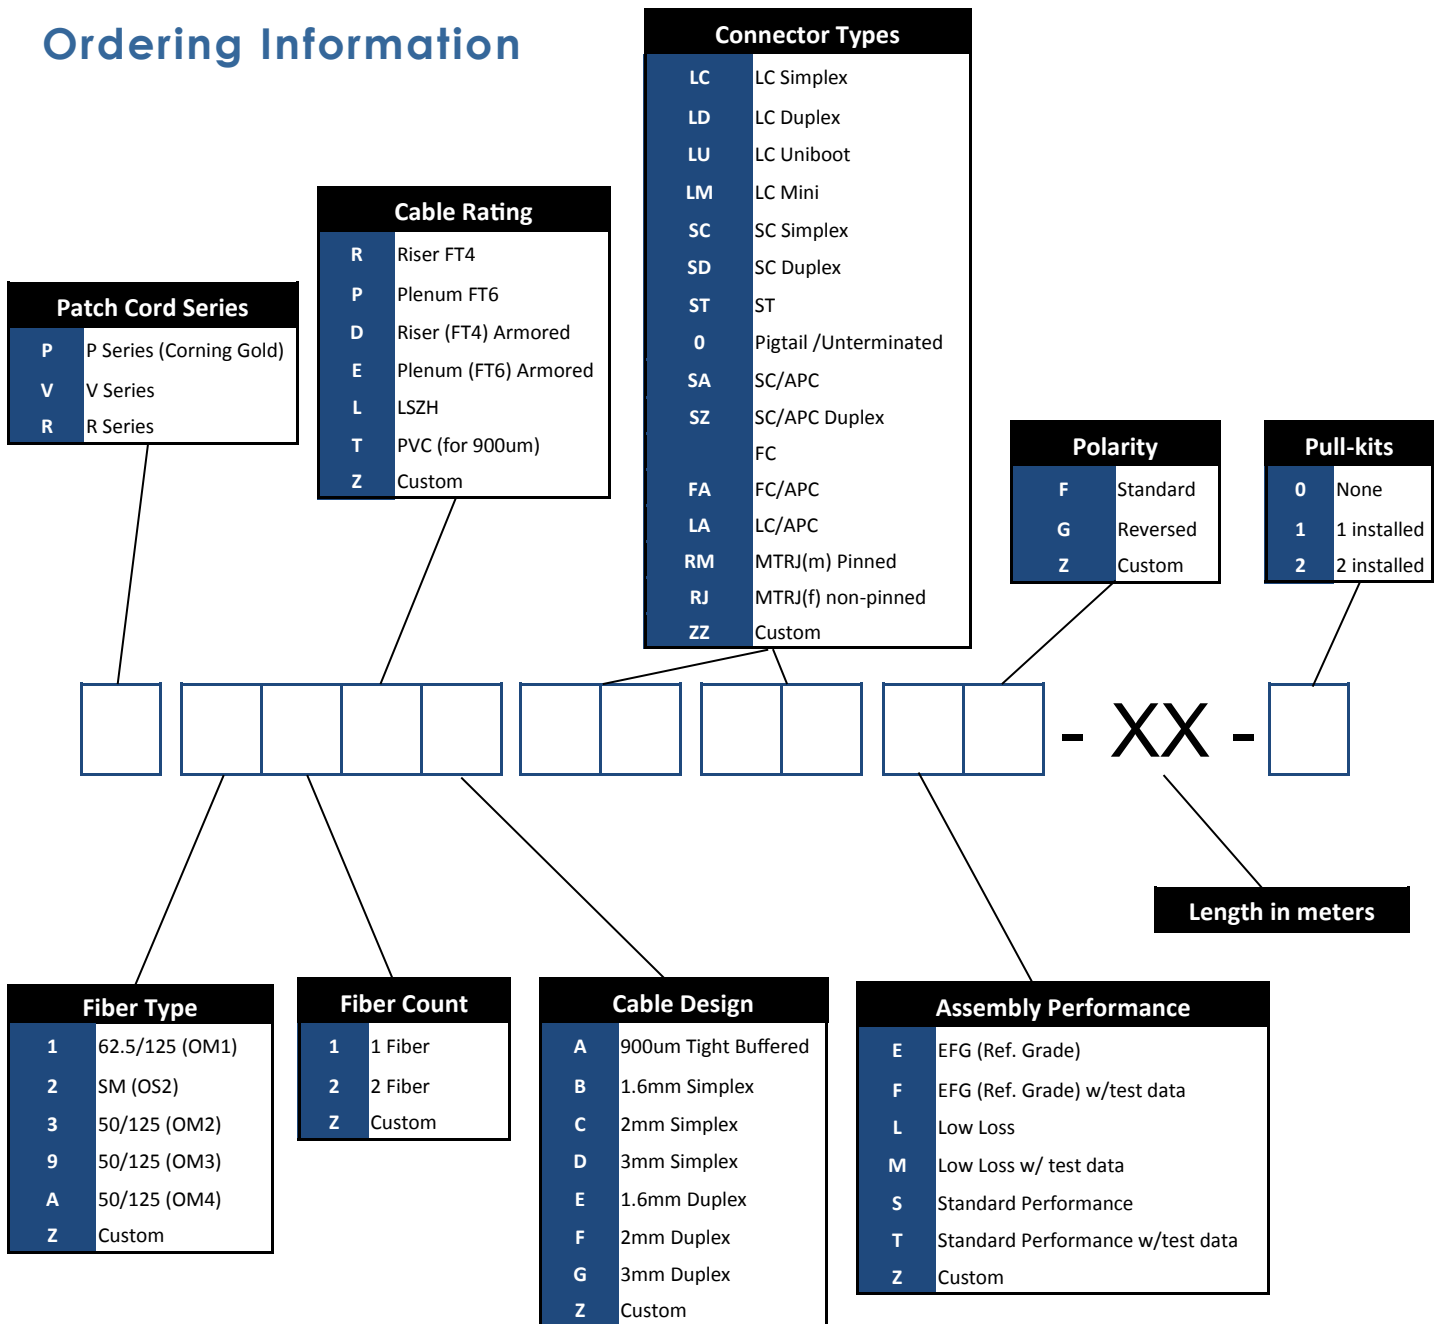 Ordering Information
Connector Types
LC LC Simplex
LD LC Duplex
LU LC Uniboot
LM LC Mini
SC SC Simplex
SD SC Duplex
ST ST
0 Pigtail /Unterminated
SA SC/APC
SZ SC/APC Duplex
FC
FA FC/APC
LA LC/APC
RM MTRJ(m) Pinned
RJ MTRJ(f) non-pinned
ZZ Custom
Cable Rating
R Riser FT4
P Plenum FT6
D Riser (FT4) Armored
E Plenum (FT6) Armored
L LSZH
T PVC (for 900um)
Z Custom
Patch Cord Series
P P Series (Corning Gold)
V V Series
R R Series
Polarity
F Standard
G Reversed
Z Custom
Pull-kits
0 None
1 1 installed
2 2 installed
- XX -
Length in meters
Fiber Type
1 62.5/125 (OM1)
2 SM (OS2)
3 50/125 (OM2)
9 50/125 (OM3)
A 50/125 (OM4)
Z Custom
Fiber Count
1 1 Fiber
2 2 Fiber
Z Custom
Cable Design
A 900um Tight Buffered
B 1.6mm Simplex
C 2mm Simplex
D 3mm Simplex
E 1.6mm Duplex
F 2mm Duplex
G 3mm Duplex
Z Custom
Assembly Performance
E EFG (Ref. Grade)
F EFG (Ref. Grade) w/test data
L Low Loss
M Low Loss w/ test data
S Standard Performance
T Standard Performance w/test data
Z Custom